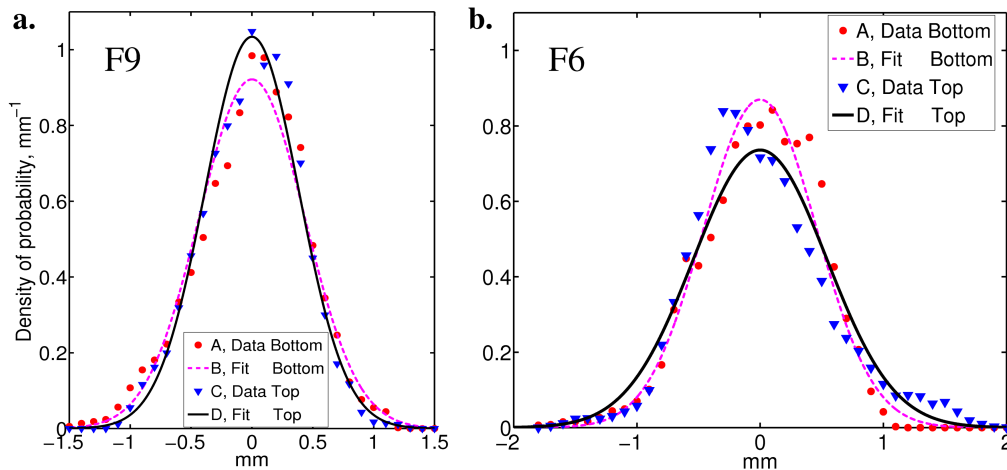 a.
F9
Density of probability, mm⁻¹
1
0.8
0.6
0.4
0.2
0
−1.5 −1 −0.5 0 0.5 1 1.5
mm
A, Data Bottom
B, Fit Bottom
C, Data Top
D, Fit Top
b.
F6
1
0.8
0.6
0.4
0.2
0
−2 −1 0 1 2
mm
A, Data Bottom
B, Fit Bottom
C, Data Top
D, Fit Top